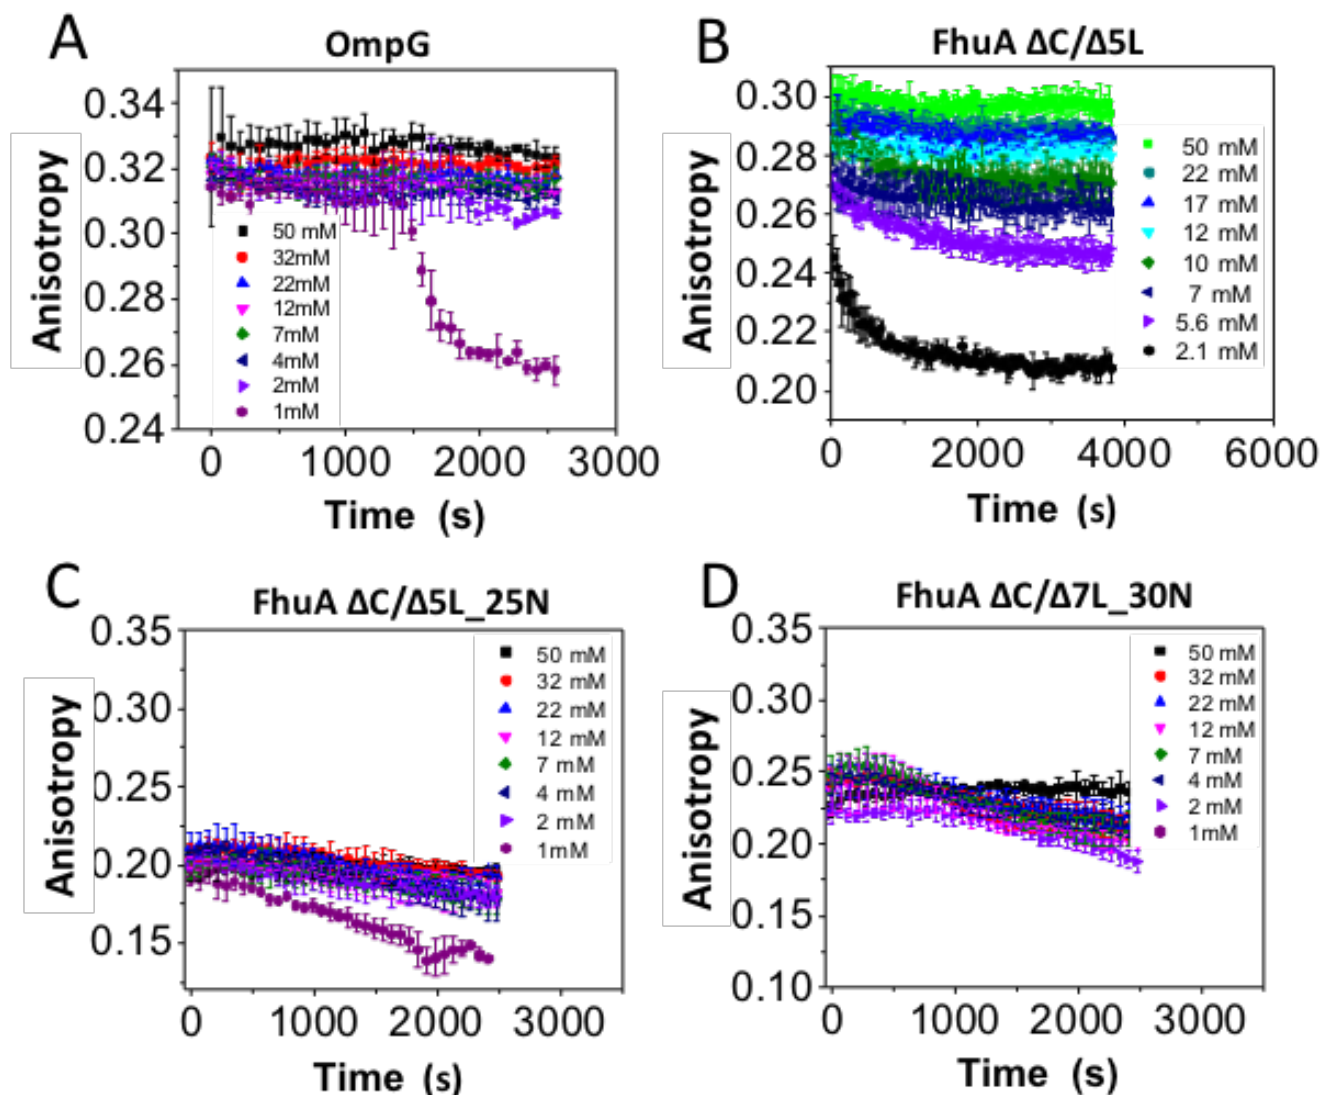 A
OmpG
0.34
0.32
0.30
0.28
0.26
0.24
Anisotropy
50 mM
32mM
22mM
12mM
7mM
4mM
2mM
1mM
0 1000 2000 3000
Time (s)
B
FhuA ΔC/Δ5L
0.30
0.28
0.26
0.24
0.22
0.20
Anisotropy
50 mM
22 mM
17 mM
12 mM
10 mM
7 mM
5.6 mM
2.1 mM
0 2000 4000 6000
Time (s)
C
FhuA ΔC/Δ5L_25N
0.35
0.30
0.25
0.20
0.15
Anisotropy
50 mM
32 mM
22 mM
12 mM
7 mM
4 mM
2 mM
1mM
0 1000 2000 3000
Time (s)
D
FhuA ΔC/Δ7L_30N
0.35
0.30
0.25
0.20
0.15
0.10
Anisotropy
50 mM
32 mM
22 mM
12 mM
7 mM
4 mM
2 mM
1mM
0 1000 2000 3000
Time (s)